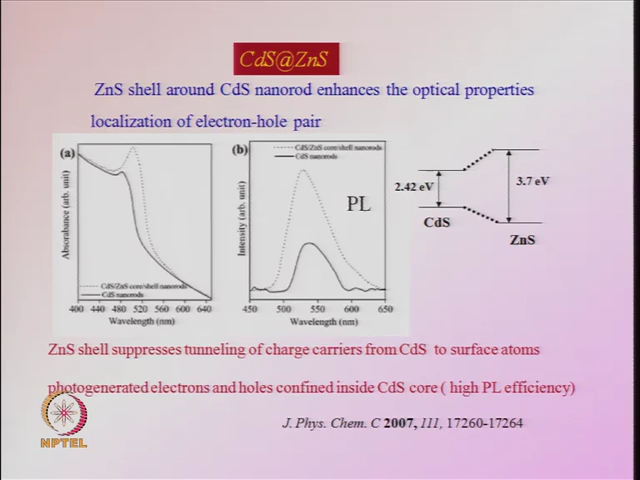 CdS@ZnS
ZnS shell around CdS nanorod enhances the optical properties
localization of electron-hole pair
(a)
Absorabance (arb. unit)
CdS/ZnS core/shell nanorods
CdS nanorods
400 440 480 520 560 600 640
Wavelength (nm)
(b)
CdS/ZnS core/shell nanorods
CdS nanorods
PL
Intensity (arb. unit)
450 500 550 600 650
Wavelength (nm)
2.42 eV
3.7 eV
CdS
ZnS
ZnS shell suppresses tunneling of charge carriers from CdS to surface atoms
photogenerated electrons and holes confined inside CdS core ( high PL efficiency)
J. Phys. Chem. C 2007, 111, 17260-17264
NPTEL